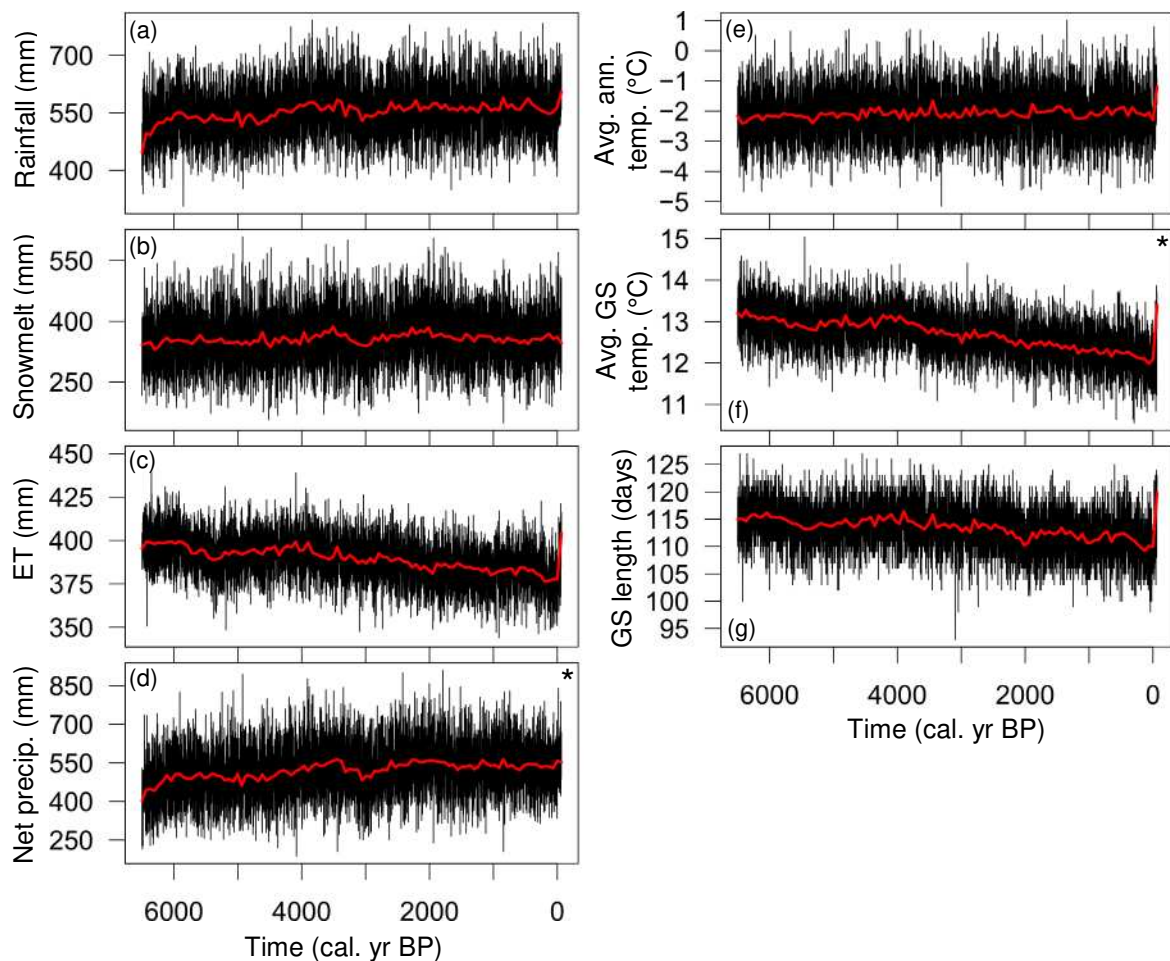 (a)
Rainfall (mm)
700
550
400
(b)
Snowmelt (mm)
550
400
250
(c)
ET (mm)
450
425
400
375
350
(d)
*
Net precip. (mm)
850
700
550
400
250
6000 4000 2000 0
Time (cal. yr BP)
(e)
Avg. ann.
temp. (°C)
1
0
−1
−2
−3
−4
−5
(f)
*
Avg. GS
temp. (°C)
15
14
13
12
11
(g)
GS length (days)
125
120
115
110
105
100
95
6000 4000 2000 0
Time (cal. yr BP)